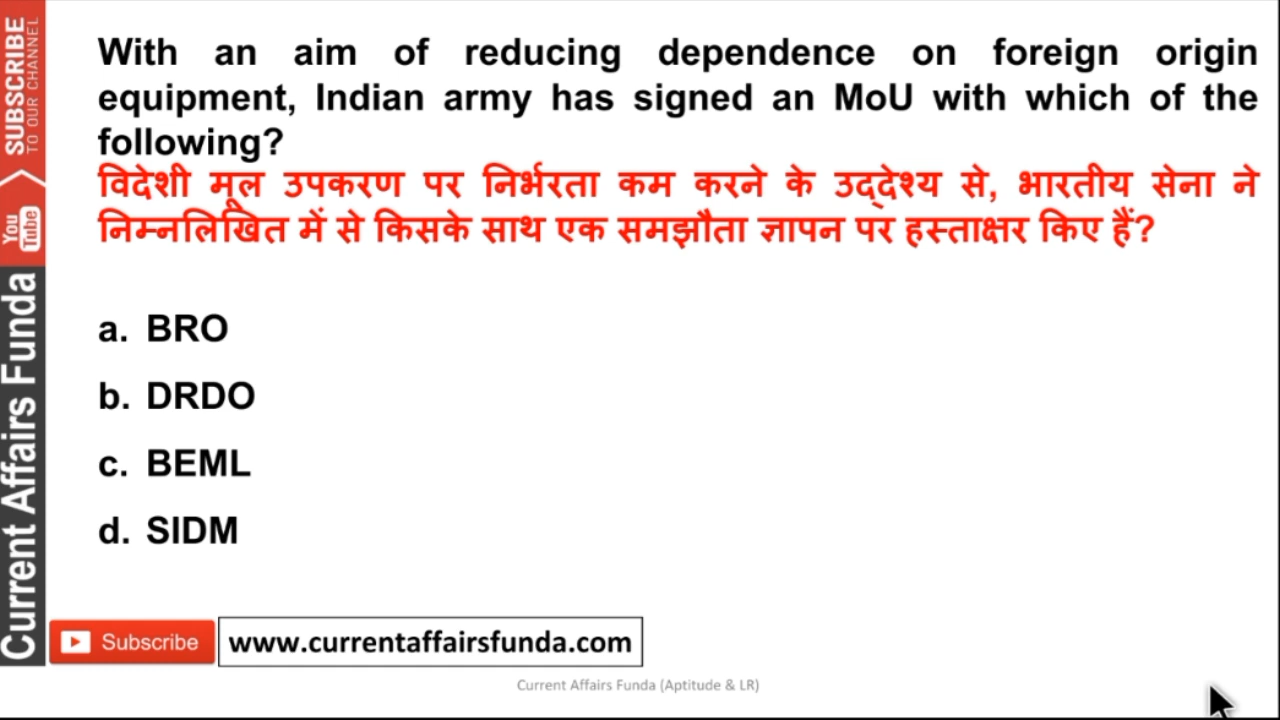 With an aim of reducing dependence on foreign origin
equipment, Indian army has signed an MoU with which of the
following?
विदेशी मूल उपकरण पर निर्भरता कम करने के उद्देश्य से, भारतीय सेना ने
निम्नलिखित में से किसके साथ एक समझौता ज्ञापन पर हस्ताक्षर किए हैं?
a. BRO
b. DRDO
c. BEML
d. SIDM
SUBSCRIBE
TO OUR CHANNEL
You Tube
Current Affairs Funda
Subscribe
www.currentaffairsfunda.com
Current Affairs Funda (Aptitude & LR)